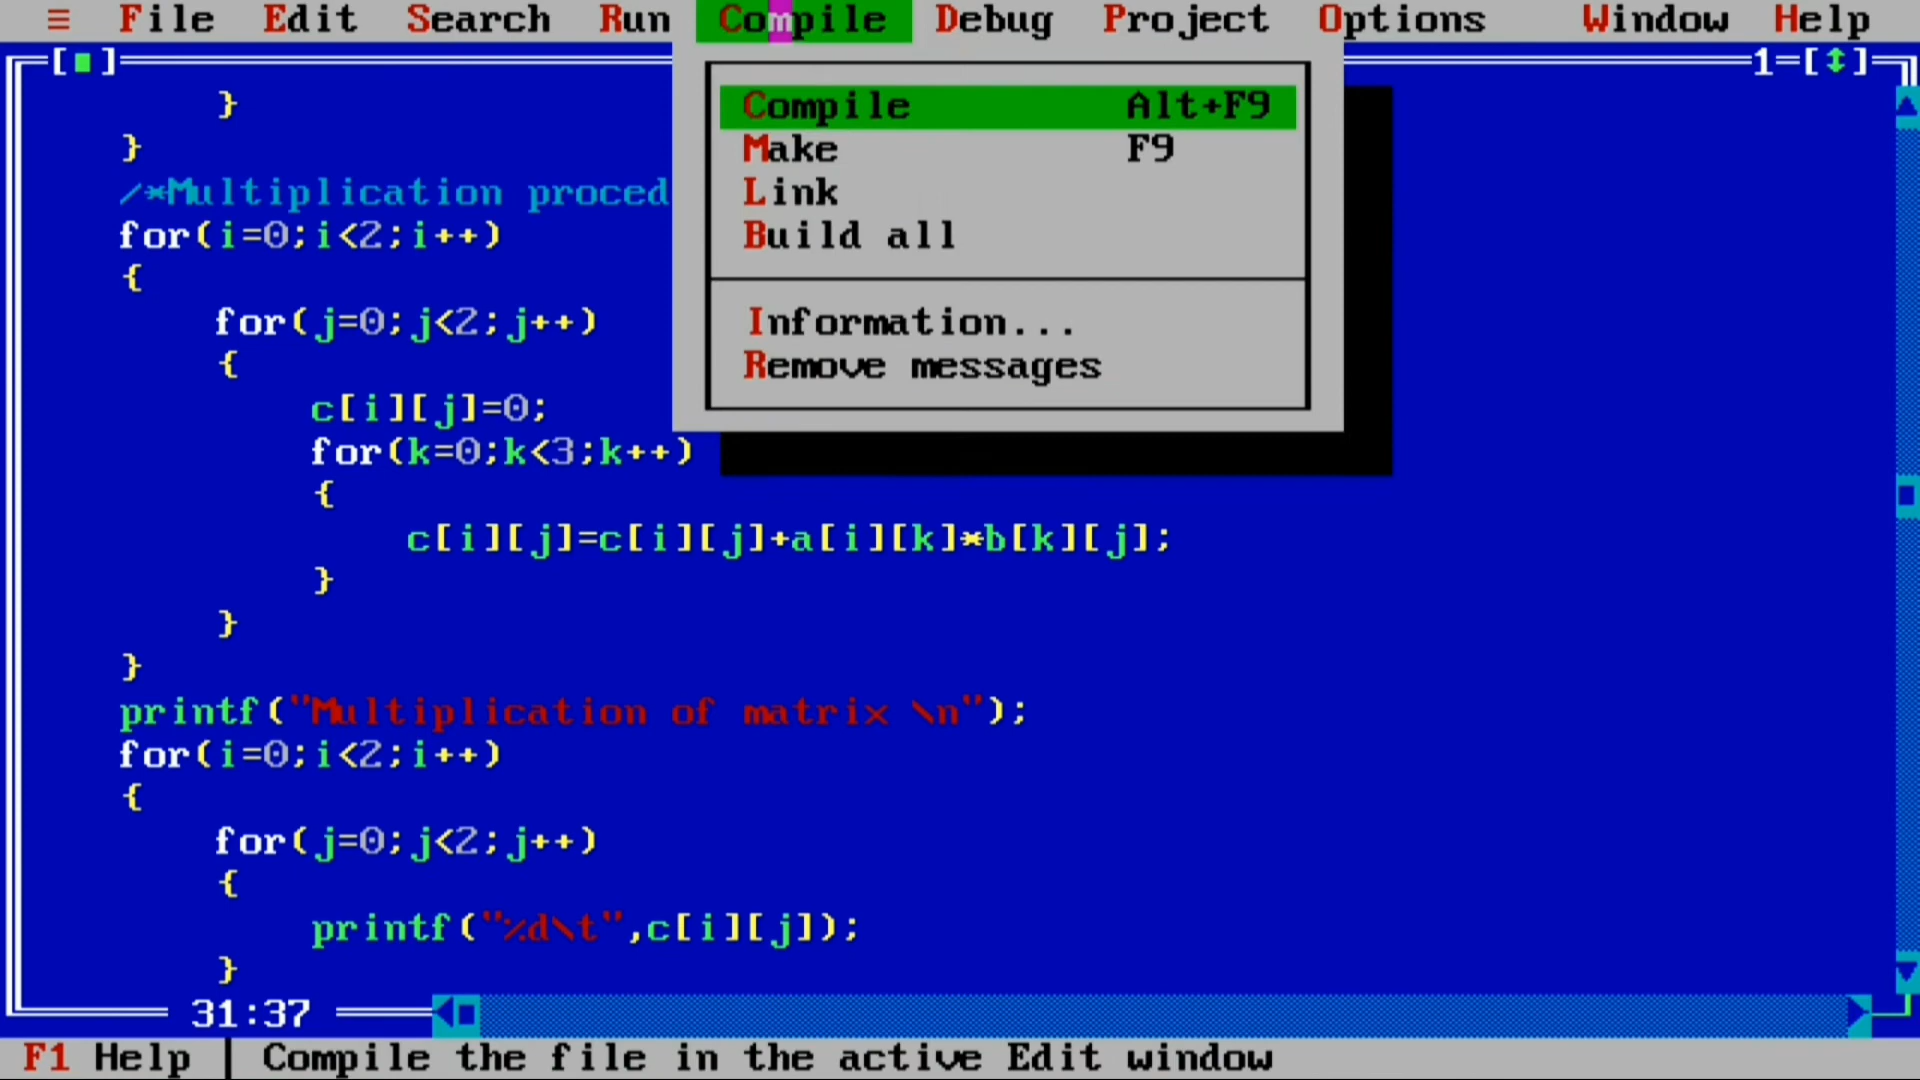 ≡ File Edit Search Run Compile Debug Project Options Window Help
[■] 1=[↕]
}
}
/*Multiplication proced
for(i=0;i<2;i++)
{
for(j=0;j<2;j++)
{
c[i][j]=0;
for(k=0;k<3;k++)
{
c[i][j]=c[i][j]+a[i][k]*b[k][j];
}
}
}
printf("Multiplication of matrix \n");
for(i=0;i<2;i++)
{
for(j=0;j<2;j++)
{
printf("%d\t",c[i][j]);
}
Compile Alt+F9
Make F9
Link
Build all
Information...
Remove messages
31:37
F1 Help | Compile the file in the active Edit window